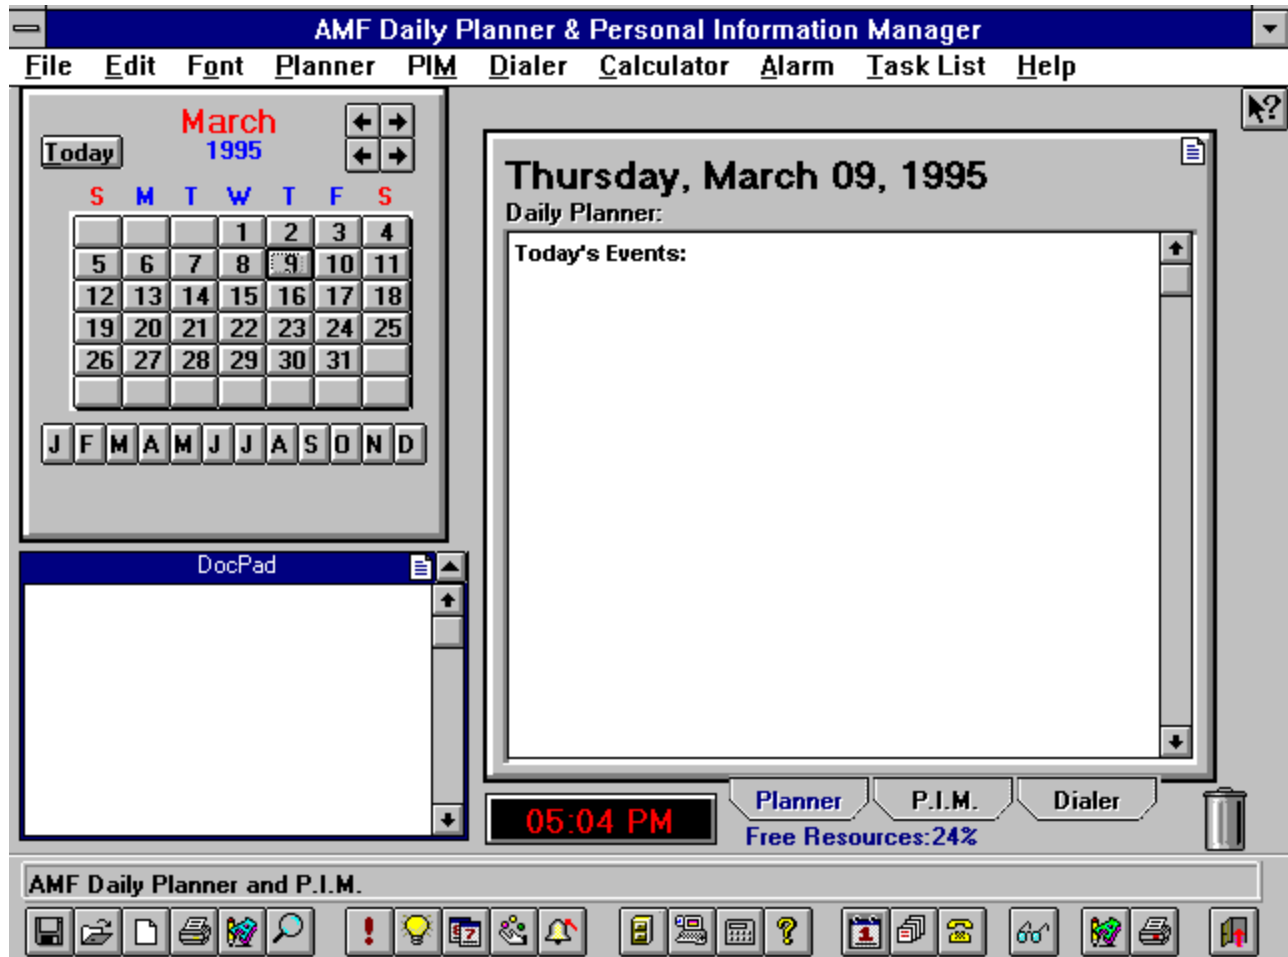 AMF Daily Planner & Personal Information Manager
File Edit Font Planner PIM Dialer Calculator Alarm Task List Help
March
Today 1995
S M T W T F S
1 2 3 4
5 6 7 8 9 10 11
12 13 14 15 16 17 18
19 20 21 22 23 24 25
26 27 28 29 30 31
J F M A M J J A S O N D
DocPad
Thursday, March 09, 1995
Daily Planner:
Today's Events:
05:04 PM
Planner P.I.M. Dialer
Free Resources:24%
AMF Daily Planner and P.I.M.